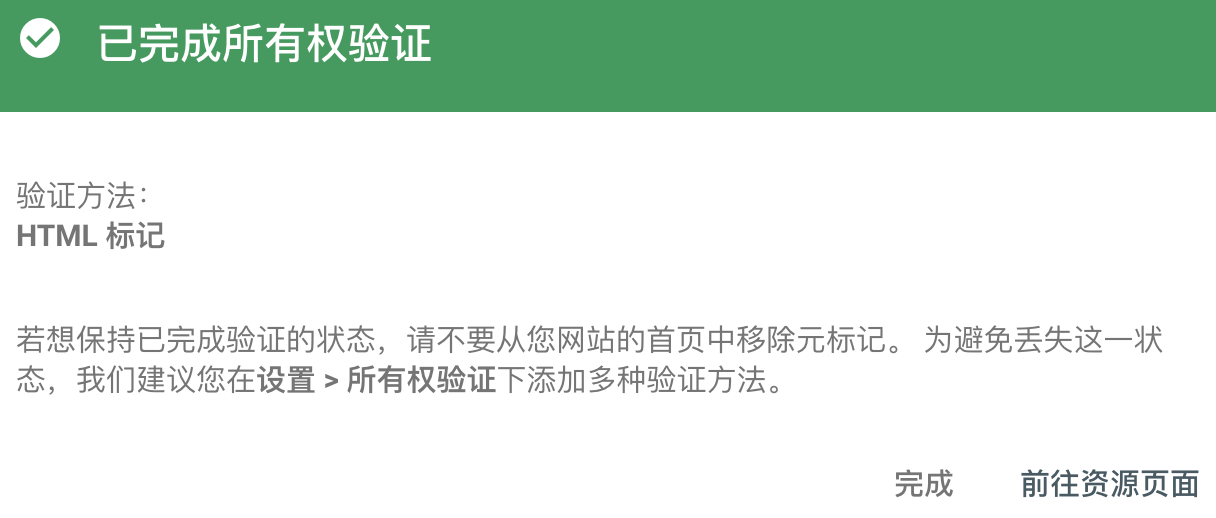 已完成所有权验证
验证方法：
HTML 标记
若想保持已完成验证的状态，请不要从您网站的首页中移除元标记。 为避免丢失这一状
态，我们建议您在设置 > 所有权验证下添加多种验证方法。
完成 前往资源页面